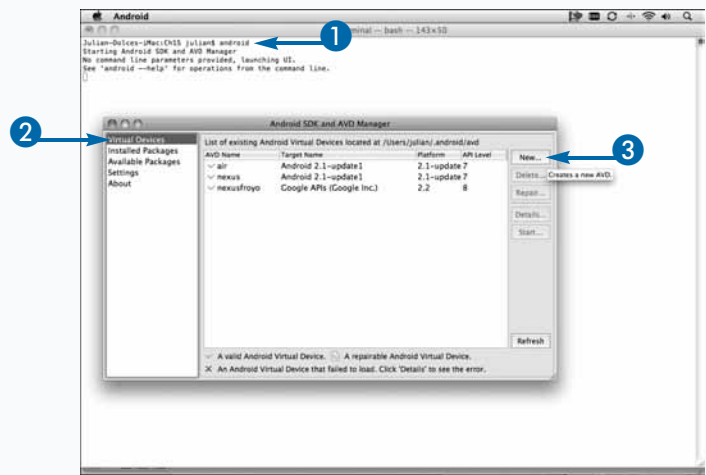 Android
Terminal — bash — 143×50
Julian-Dolces-iMac:Ch15 julian$ android
Starting Android SDK and AVD Manager
No command line parameters provided, launching UI.
See 'android --help' for operations from the command line.
1
2
3
Android SDK and AVD Manager
Virtual Devices
Installed Packages
Available Packages
Settings
About
List of existing Android Virtual Devices located at /Users/julian/.android/avd
AVD Name Target Name Platform API Level
air Android 2.1-update1 2.1-update 7
nexus Android 2.1-update1 2.1-update 7
nexusfroyo Google APIs (Google Inc.) 2.2 8
New...
Delete...
Creates a new AVD.
Repair...
Details...
Start...
Refresh
A valid Android Virtual Device. A repairable Android Virtual Device.
An Android Virtual Device that failed to load. Click 'Details' to see the error.